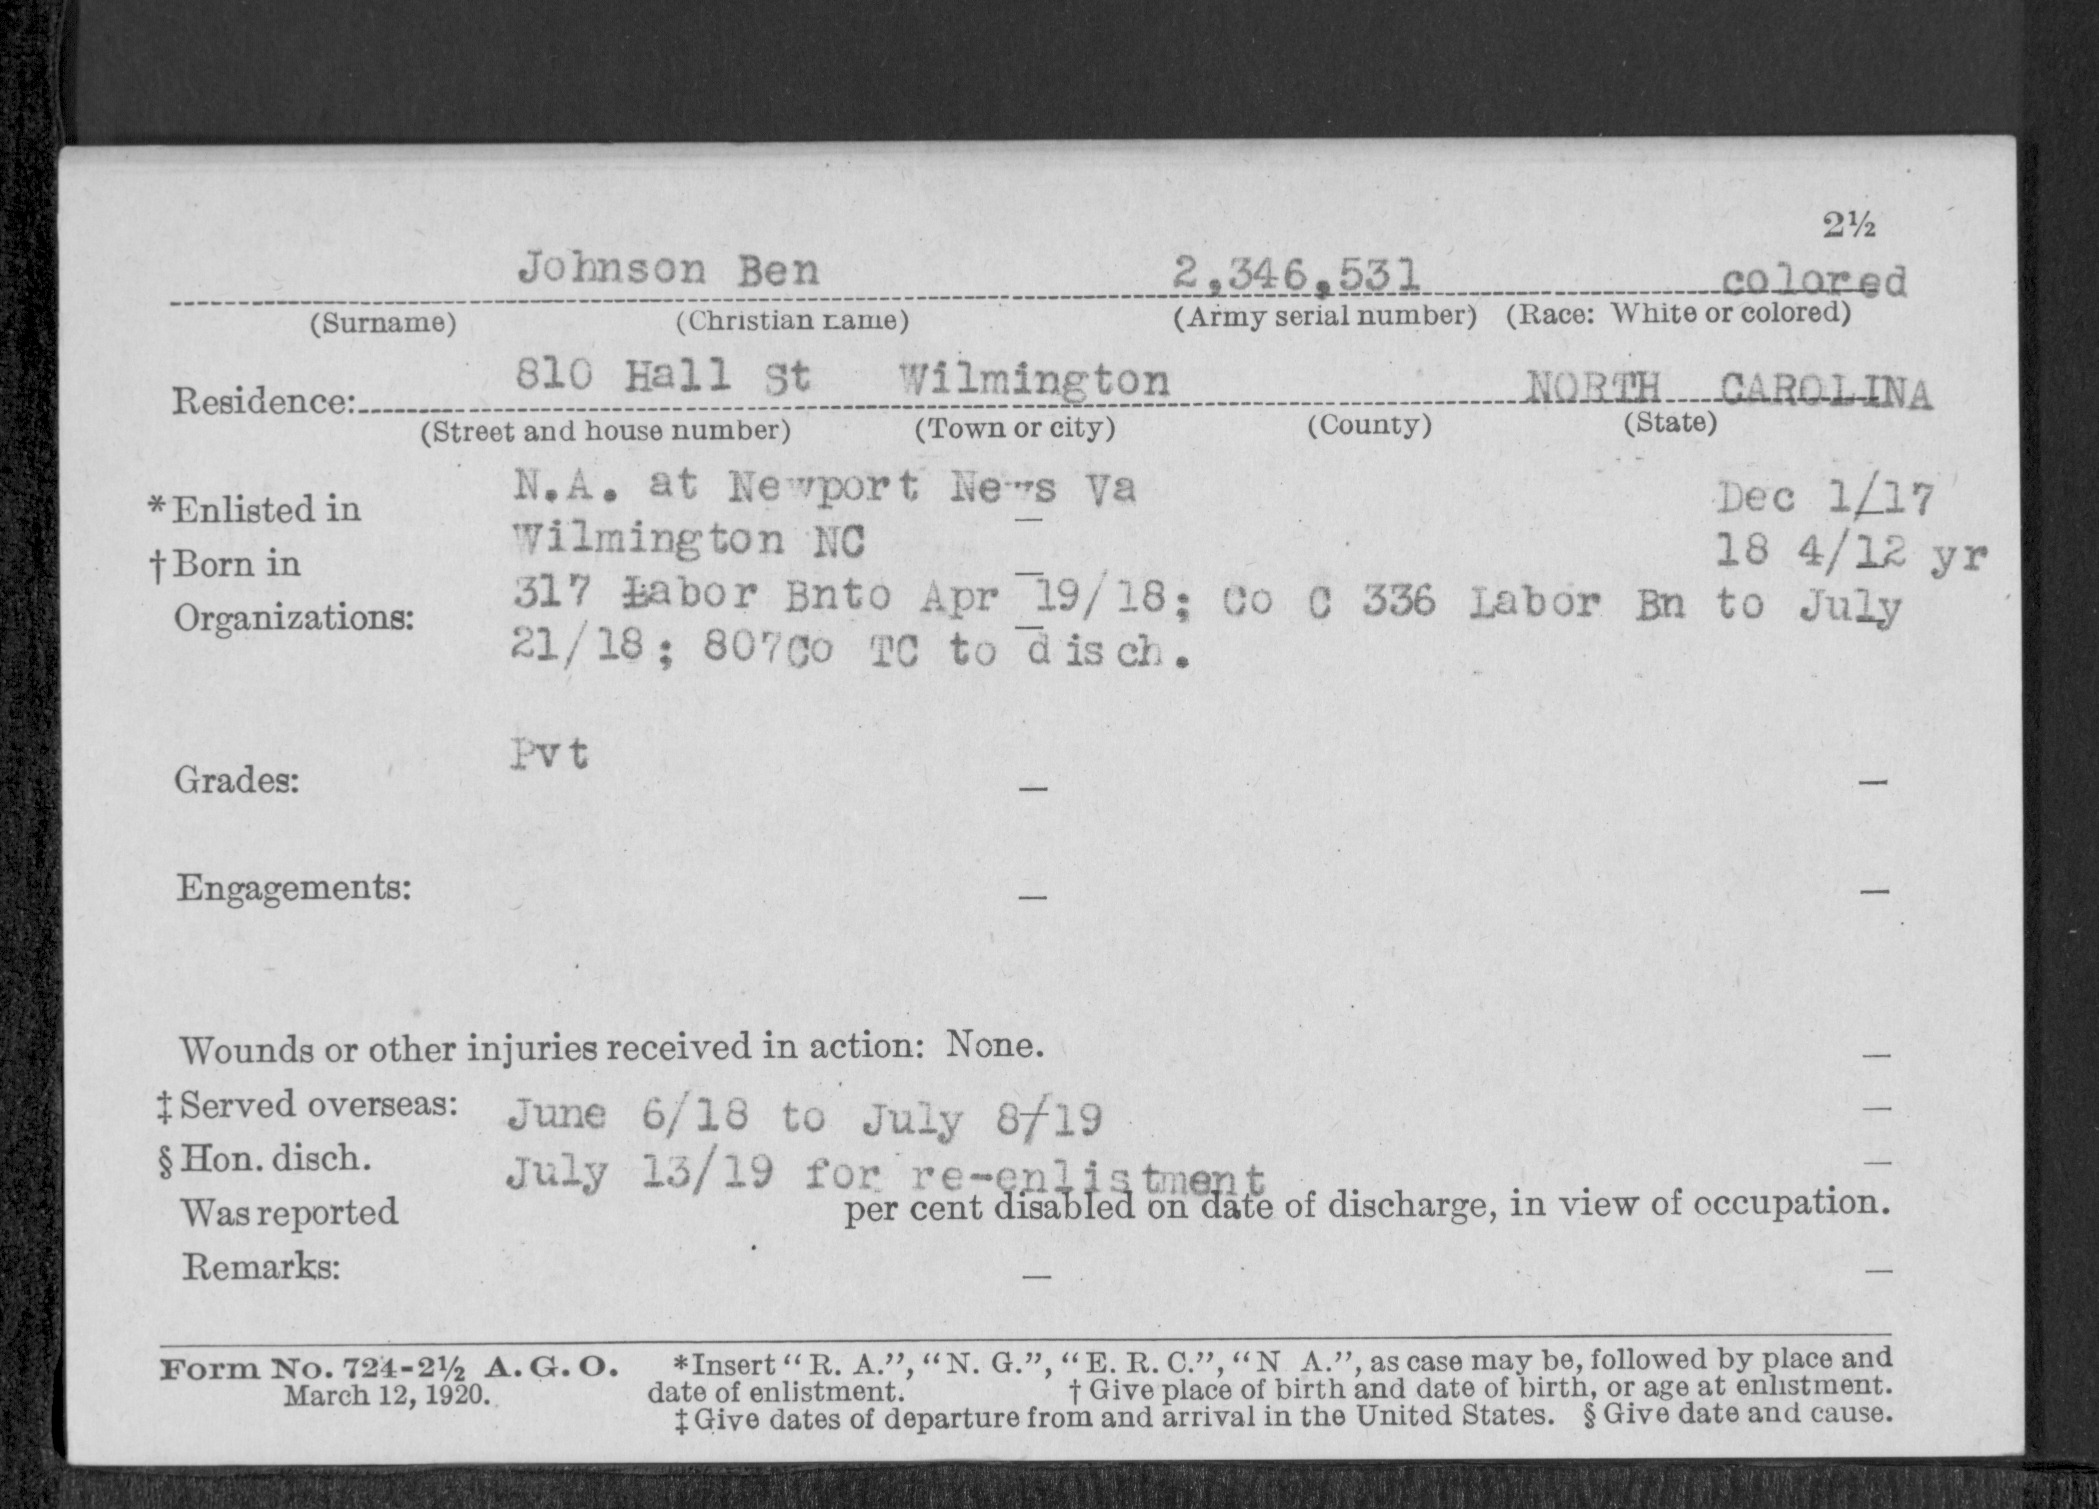 2½
Johnson Ben 2,346,531 colored
(Surname) (Christian name) (Army serial number) (Race: White or colored)
Residence: 810 Hall St Wilmington NORTH CAROLINA
(Street and house number) (Town or city) (County) (State)
*Enlisted in N.A. at Newport News Va Dec 1/17
†Born in Wilmington NC 18 4/12 yr
Organizations: 317 Labor Bnto Apr 19/18; Co C 336 Labor Bn to July
21/18; 807Co TC to disch.
Grades: Pvt — —
Engagements: — —
Wounds or other injuries received in action: None. —
‡Served overseas: June 6/18 to July 8/19 —
§Hon. disch. July 13/19 for re-enlistment —
Was reported per cent disabled on date of discharge, in view of occupation.
Remarks: — —
Form No. 724-2½ A.G.O. *Insert "R. A.", "N. G.", "E. R. C.", "N A.", as case may be, followed by place and
March 12, 1920. date of enlistment. †Give place of birth and date of birth, or age at enlistment.
‡Give dates of departure from and arrival in the United States. §Give date and cause.